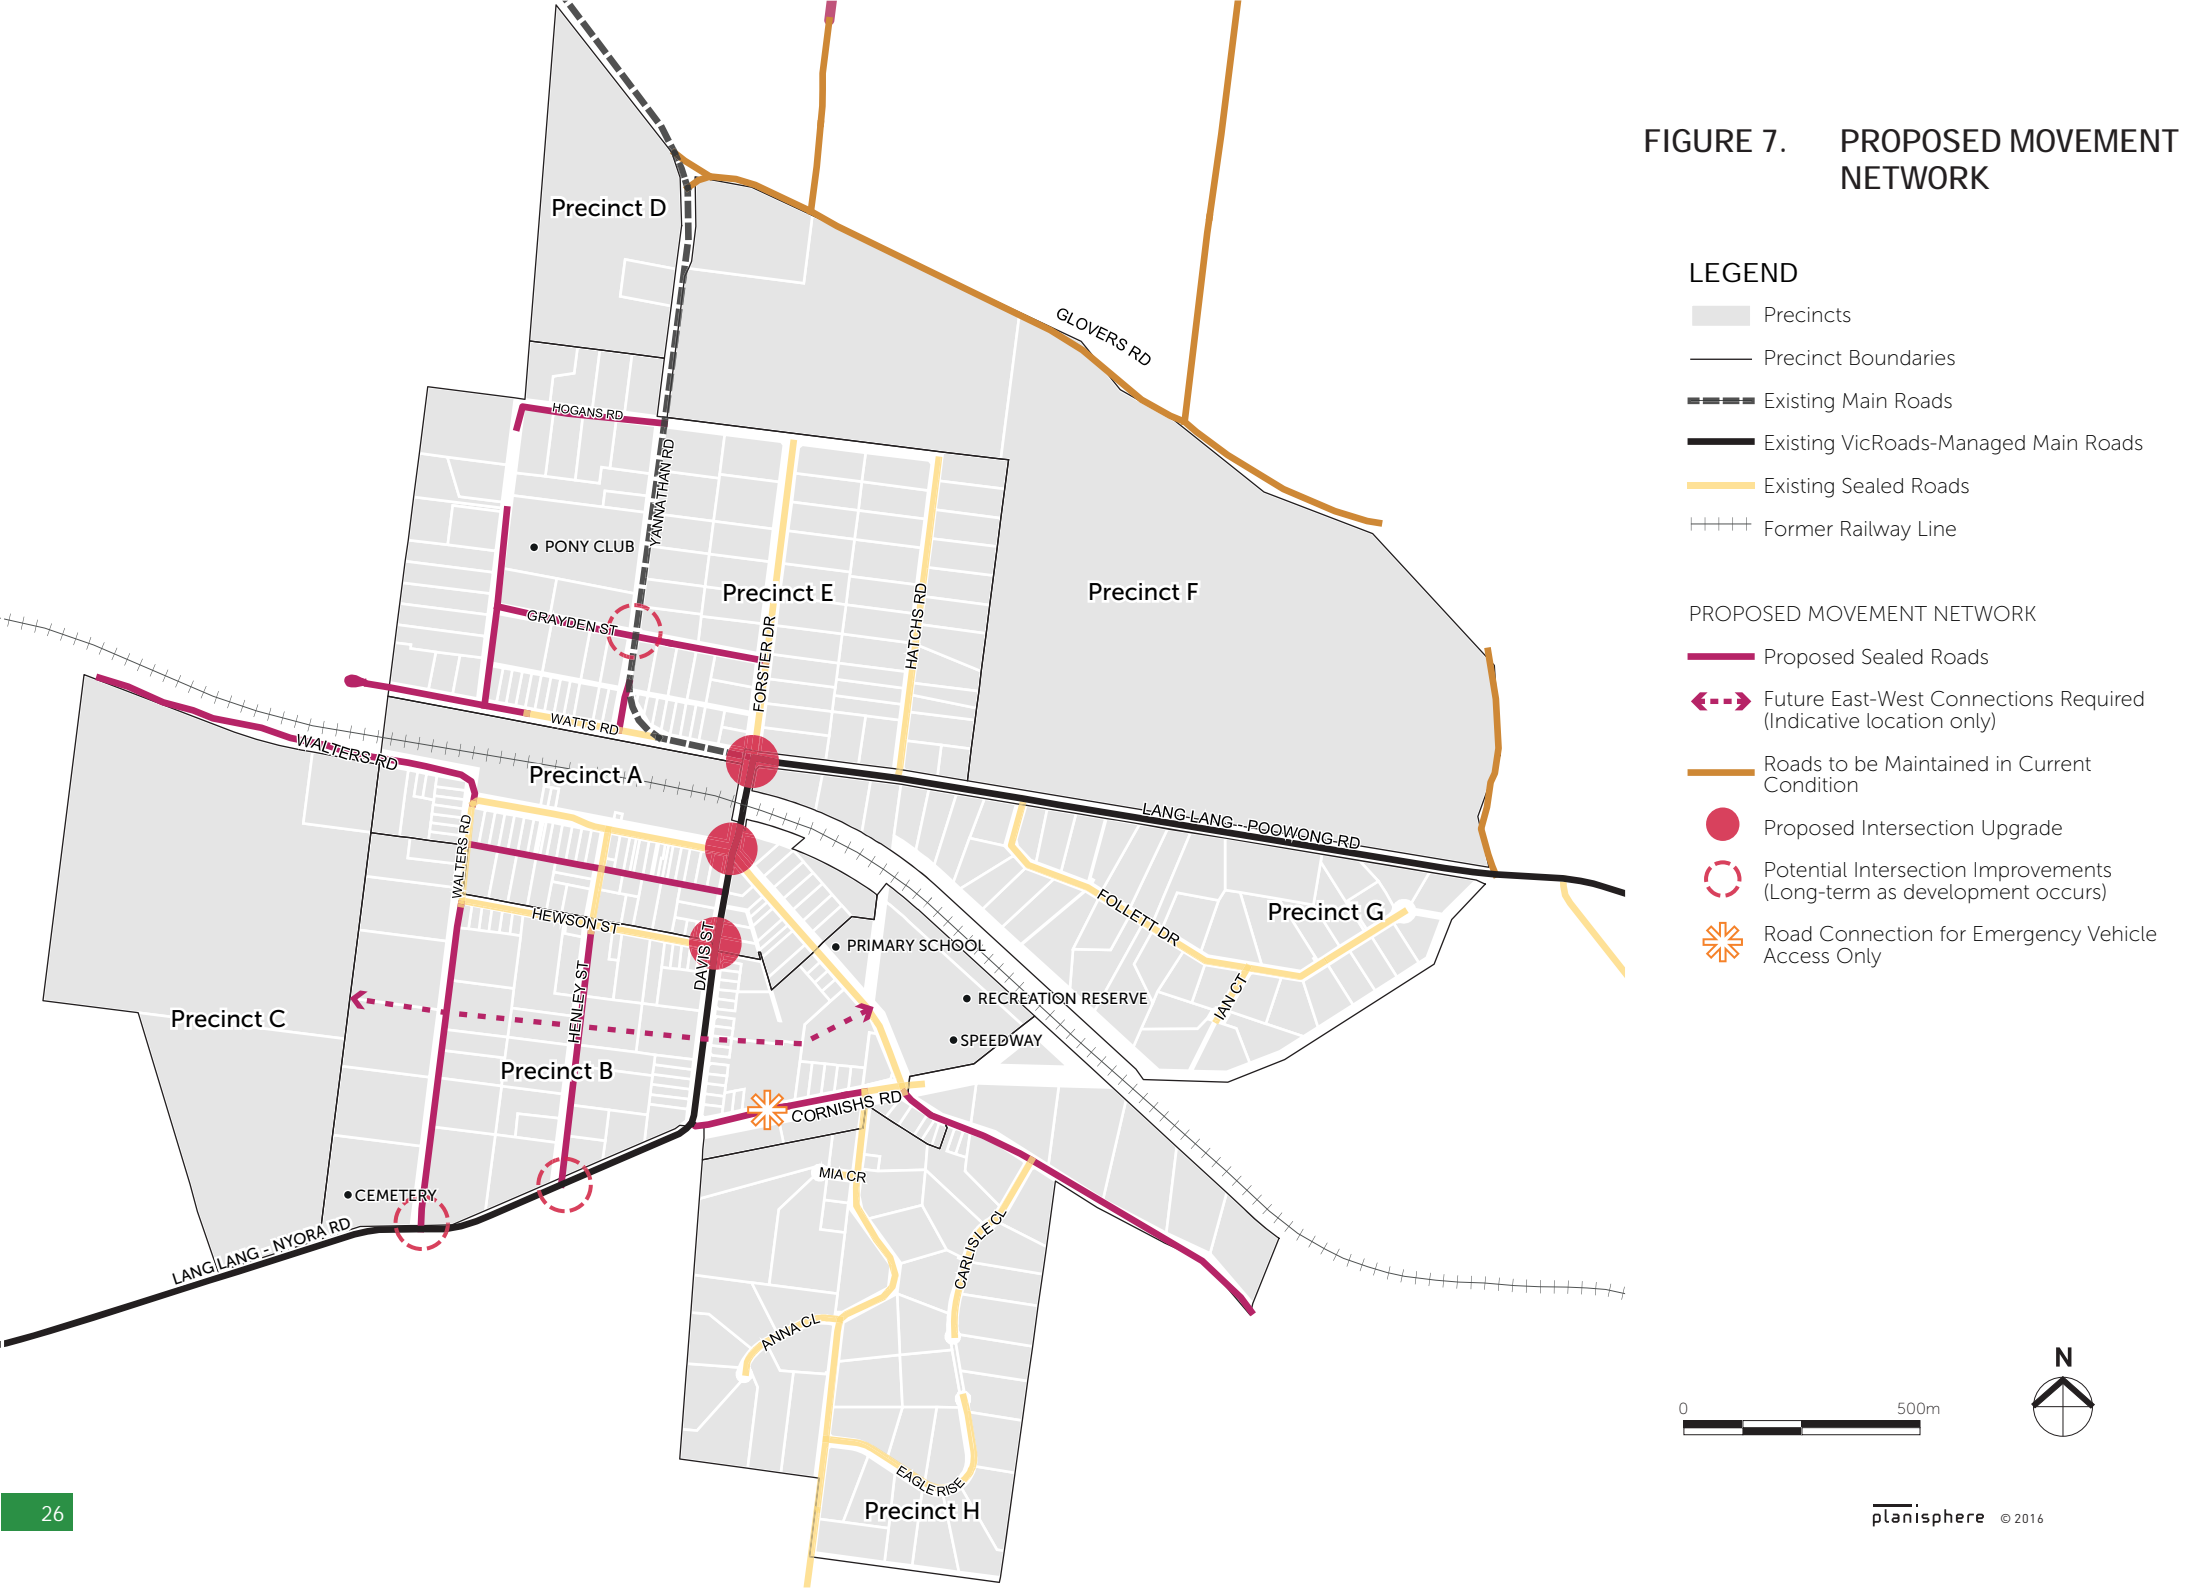 FIGURE 7. PROPOSED MOVEMENT
NETWORK
LEGEND
Precincts
Precinct Boundaries
Existing Main Roads
Existing VicRoads-Managed Main Roads
Existing Sealed Roads
Former Railway Line
PROPOSED MOVEMENT NETWORK
Proposed Sealed Roads
Future East-West Connections Required
(Indicative location only)
Roads to be Maintained in Current
Condition
Proposed Intersection Upgrade
Potential Intersection Improvements
(Long-term as development occurs)
Road Connection for Emergency Vehicle
Access Only
Precinct D
GLOVERS RD
HOGANS RD
YANNATHAN RD
PONY CLUB
Precinct E
Precinct F
GRAYDEN ST
FORSTER DR
HATCHS RD
WATTS RD
WALTERS RD
Precinct A
LANG LANG - POOWONG RD
WALTERS RD
HEWSON ST
DAVIS ST
FOLLETT DR
Precinct G
PRIMARY SCHOOL
RECREATION RESERVE
IAN CT
HENLEY ST
Precinct C
SPEEDWAY
Precinct B
CORNISHS RD
MIA CR
CEMETERY
LANG LANG - NYORA RD
CARLISLE CL
ANNA CL
EAGLE RISE
Precinct H
0 500m
N
26
planisphere © 2016